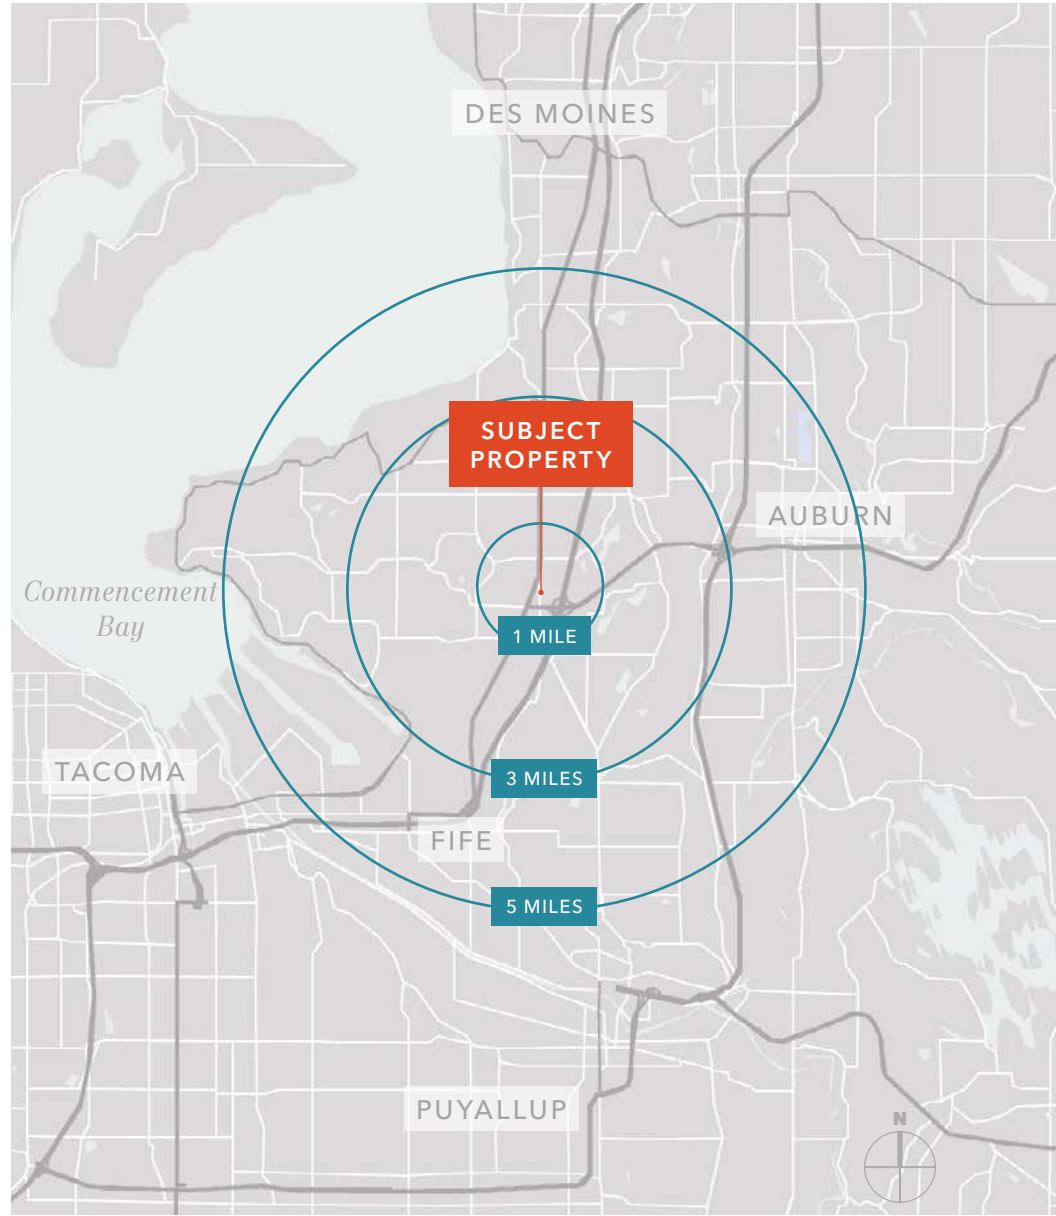 DES MOINES
SUBJECT
PROPERTY
AUBURN
Commencement
Bay
1 MILE
TACOMA
3 MILES
FIFE
5 MILES
PUYALLUP
N